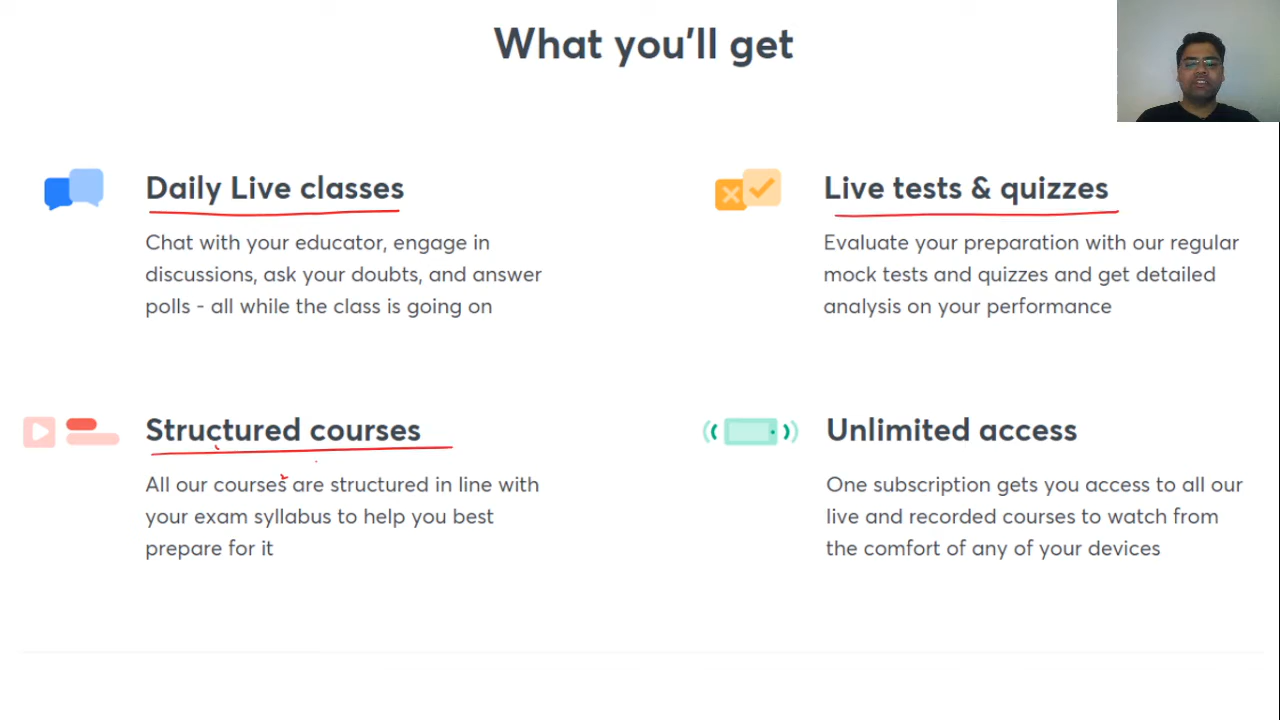 What you'll get
Daily Live classes
Chat with your educator, engage in
discussions, ask your doubts, and answer
polls - all while the class is going on
Live tests & quizzes
Evaluate your preparation with our regular
mock tests and quizzes and get detailed
analysis on your performance
Structured courses
All our courses are structured in line with
your exam syllabus to help you best
prepare for it
Unlimited access
One subscription gets you access to all our
live and recorded courses to watch from
the comfort of any of your devices